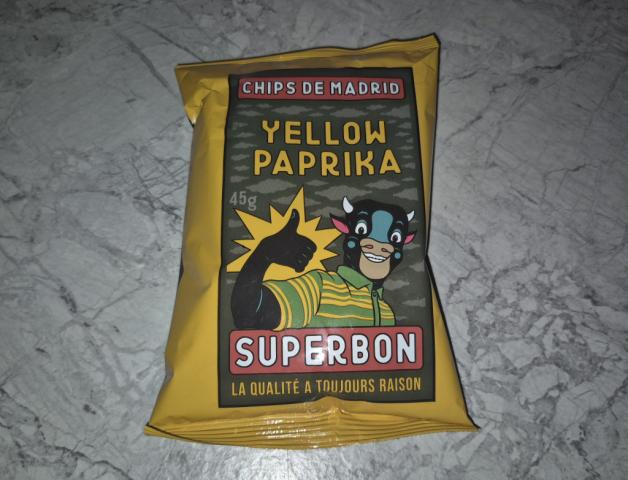 CHIPS DE MADRID
YELLOW
PAPRIKA
45g
SUPERBON
LA QUALITÉ A TOUJOURS RAISON